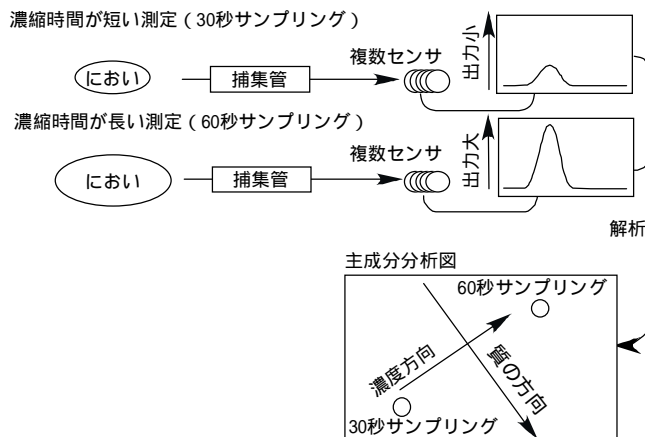 濃縮時間が短い測定(30秒サンプリング)
におい
捕集管
複数センサ
出力小
濃縮時間が長い測定(60秒サンプリング)
におい
捕集管
複数センサ
出力大
解析
主成分分析図
60秒サンプリング
濃度方向
質の方向
30秒サンプリング